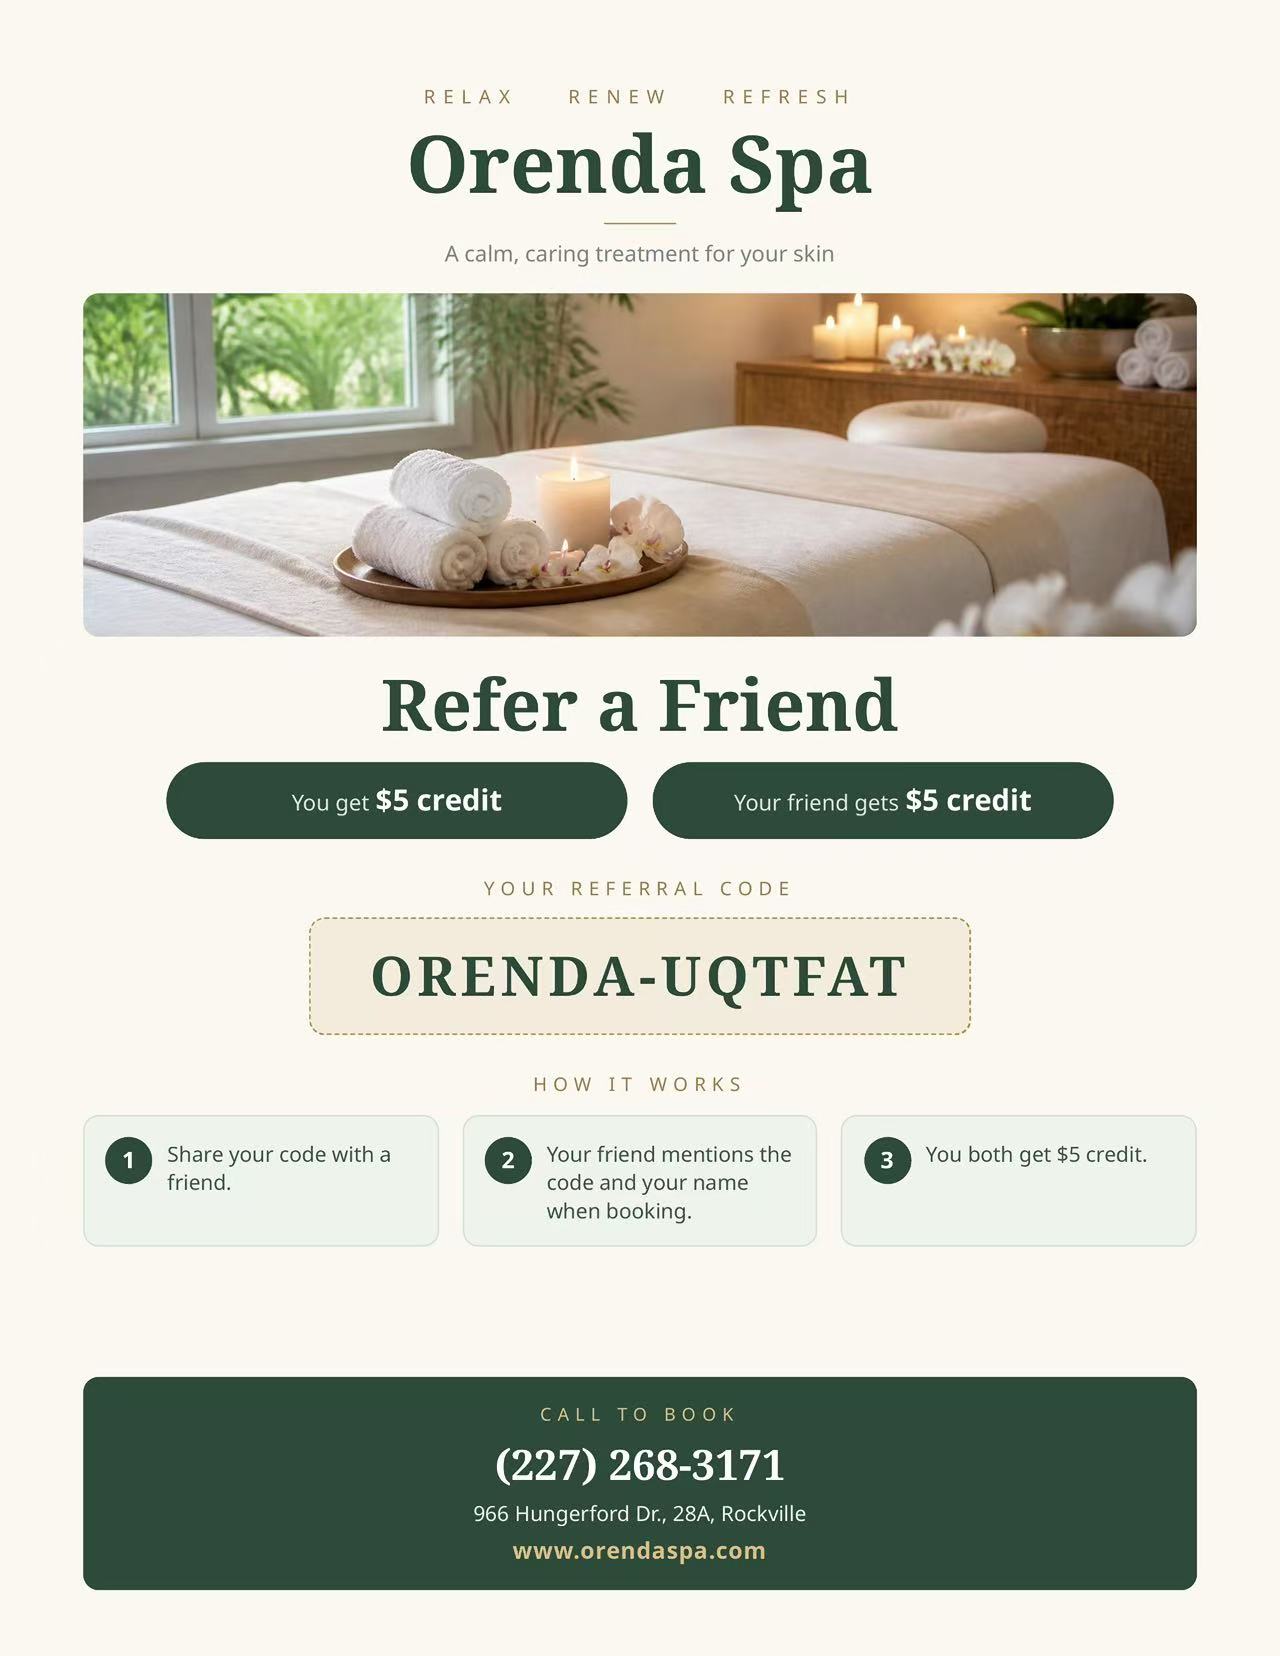 RELAX RENEW REFRESH
Orenda Spa
A calm, caring treatment for your skin
Refer a Friend
You get $5 credit
Your friend gets $5 credit
YOUR REFERRAL CODE
ORENDA-UQTFAT
HOW IT WORKS
1
Share your code with a
friend.
2
Your friend mentions the
code and your name
when booking.
3
You both get $5 credit.
CALL TO BOOK
(227) 268-3171
966 Hungerford Dr., 28A, Rockville
www.orendaspa.com